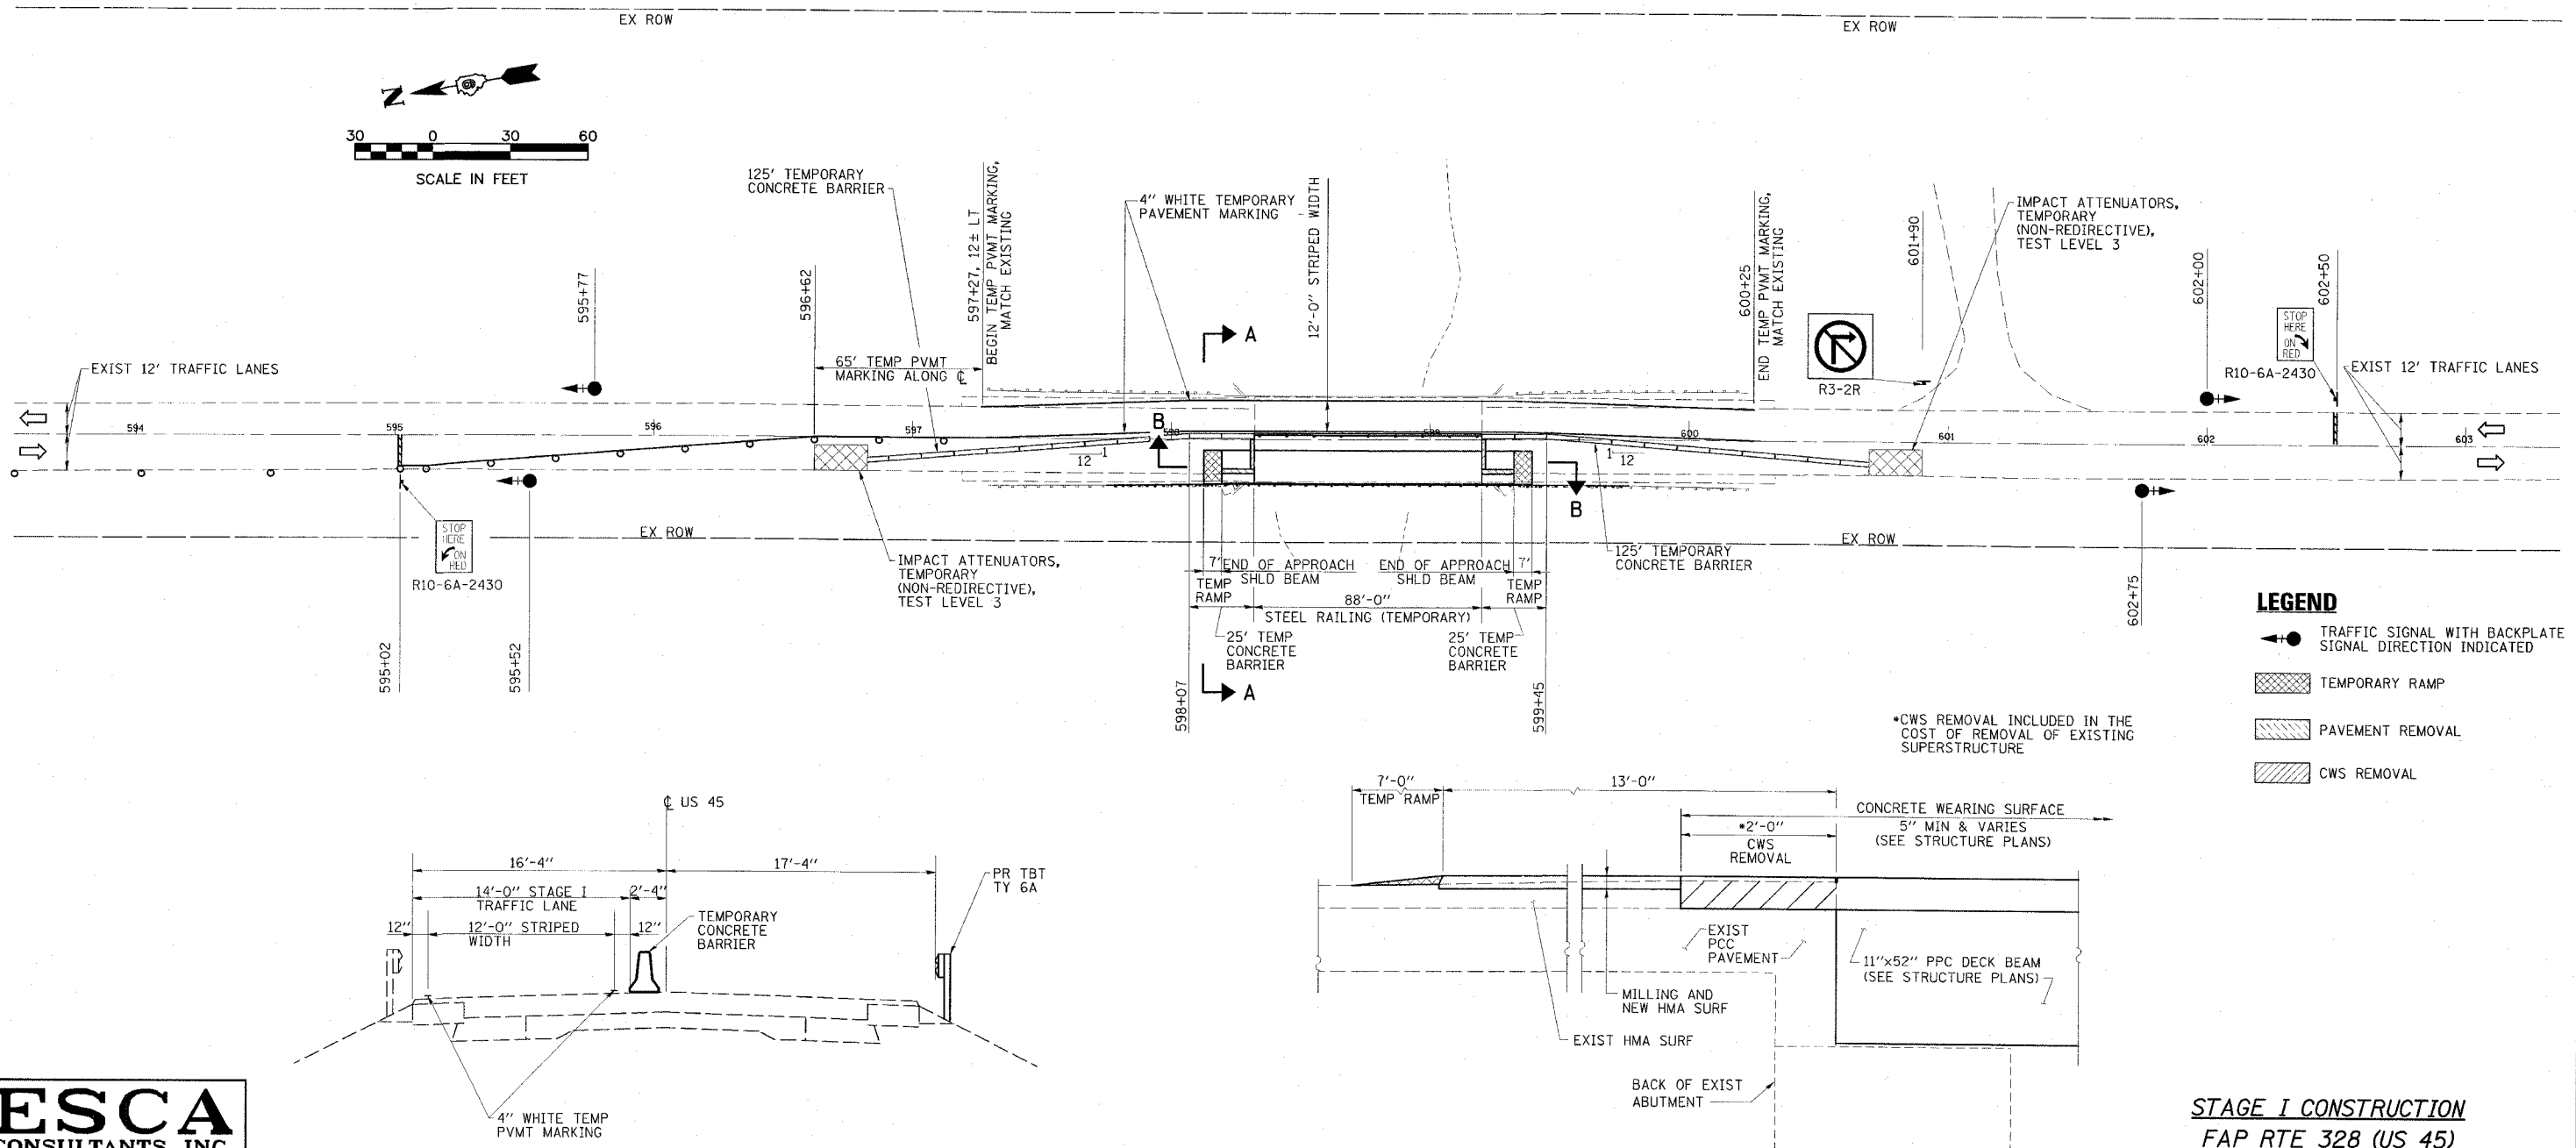 EX ROW
EX ROW
N
30 0 30 60
SCALE IN FEET
125' TEMPORARY
CONCRETE BARRIER
597+27, 12± LT
BEGIN TEMP PVMT MARKING,
MATCH EXISTING
4" WHITE TEMPORARY
PAVEMENT MARKING
12'-0" STRIPED WIDTH
600+25
END TEMP PVMT MARKING,
MATCH EXISTING
601+90
IMPACT ATTENUATORS,
TEMPORARY
(NON-REDIRECTIVE),
TEST LEVEL 3
602+00
602+50
595+77
596+62
A
STOP
HERE
ON
RED
R10-6A-2430
R3-2R
EXIST 12' TRAFFIC LANES
65' TEMP PVMT
MARKING ALONG ℄
EXIST 12' TRAFFIC LANES
594 595 596 597 598 599 600 601 602 603
B
12 1
1 12
B
EX ROW
EX ROW
STOP
HERE
ON
RED
R10-6A-2430
IMPACT ATTENUATORS,
TEMPORARY
(NON-REDIRECTIVE),
TEST LEVEL 3
7' END OF APPROACH
SHLD BEAM
END OF APPROACH 7'
SHLD BEAM
TEMP
RAMP
TEMP
RAMP
125' TEMPORARY
CONCRETE BARRIER
88'-0"
STEEL RAILING (TEMPORARY)
25' TEMP
CONCRETE
BARRIER
25' TEMP
CONCRETE
BARRIER
595+02
595+52
598+07
A
599+45
602+75
LEGEND
TRAFFIC SIGNAL WITH BACKPLATE
SIGNAL DIRECTION INDICATED
TEMPORARY RAMP
PAVEMENT REMOVAL
CWS REMOVAL
*CWS REMOVAL INCLUDED IN THE
COST OF REMOVAL OF EXISTING
SUPERSTRUCTURE
℄ US 45
16'-4"
17'-4"
14'-0" STAGE I
TRAFFIC LANE
2'-4"
12"
12'-0" STRIPED
WIDTH
12"
TEMPORARY
CONCRETE
BARRIER
PR TBT
TY 6A
4" WHITE TEMP
PVMT MARKING
7'-0"
TEMP RAMP
13'-0"
CONCRETE WEARING SURFACE
5" MIN & VARIES
(SEE STRUCTURE PLANS)
*2'-0"
CWS
REMOVAL
EXIST
PCC
PAVEMENT
11"x52" PPC DECK BEAM
(SEE STRUCTURE PLANS)
MILLING AND
NEW HMA SURF
EXIST HMA SURF
BACK OF EXIST
ABUTMENT
ESCA
CONSULTANTS, INC.
STAGE I CONSTRUCTION
FAP RTE 328 (US 45)